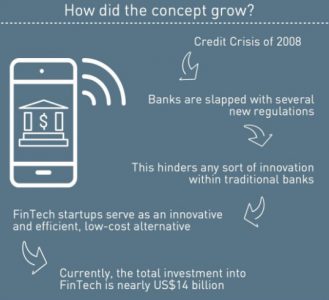 How did the concept grow?
Credit Crisis of 2008
Banks are slapped with several
new regulations
This hinders any sort of innovation
within traditional banks
FinTech startups serve as an innovative
and efficient, low-cost alternative
Currently, the total investment into
FinTech is nearly US$14 billion
$